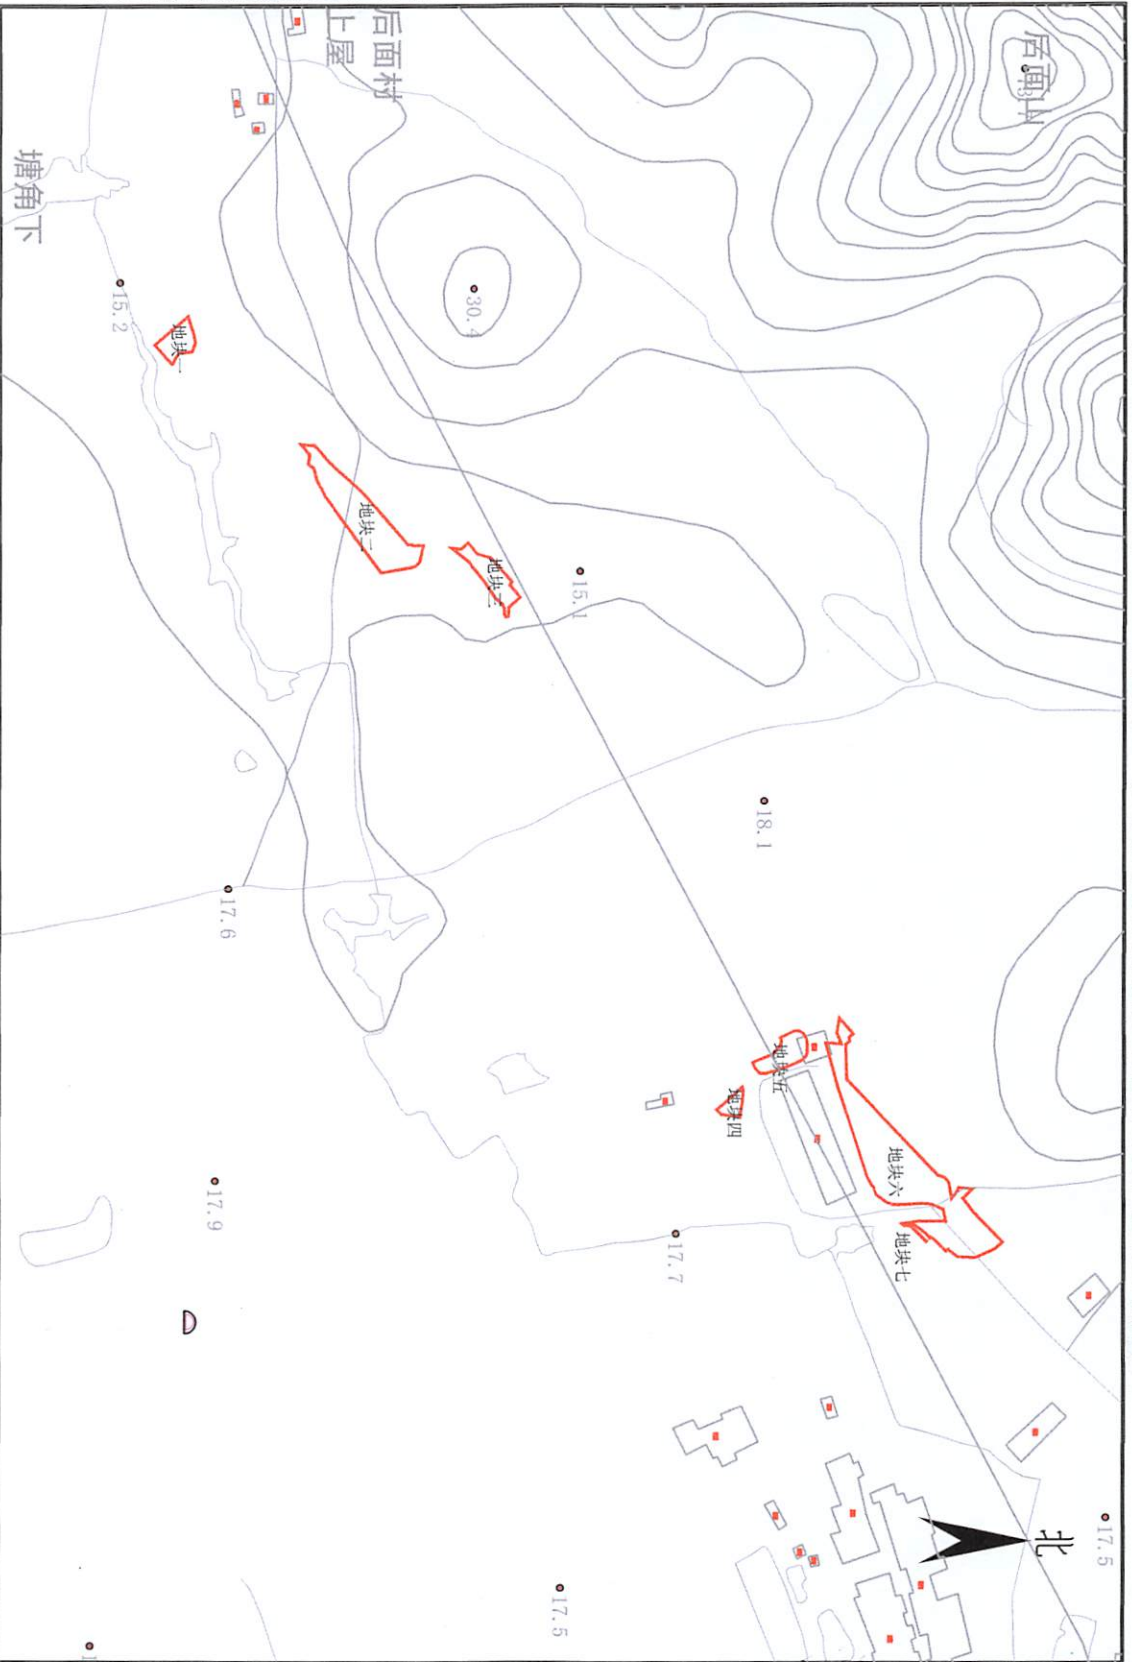 后面山
后面村
上屋
塘角下
30.4
15.2
地块一
地块二
地块三
15.1
18.1
17.6
地块五
地块四
地块六
地块七
17.9
17.7
北
17.5
17.5